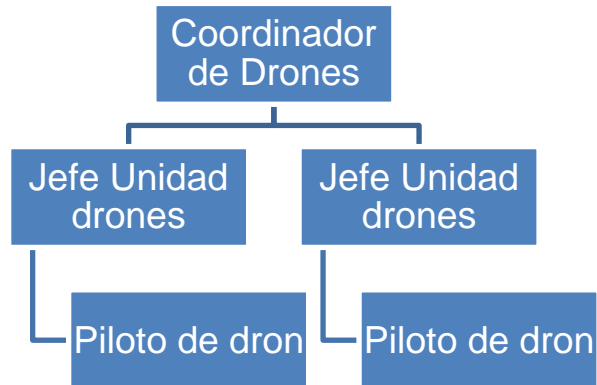 Coordinador
de Drones
Jefe Unidad
drones
Jefe Unidad
drones
Piloto de dron
Piloto de dron